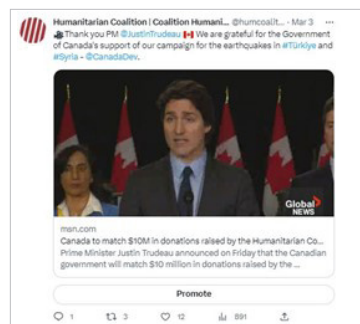 Humanitarian Coalition | Coalition Humani... @humcoalit... · Mar 3 ...
Thank you PM @JustinTrudeau 🇨🇦 We are grateful for the Government
of Canada's support of our campaign for the earthquakes in #Türkiye and
#Syria - @CanadaDev.
Global
NEWS
msn.com
Canada to match $10M in donations raised by the Humanitarian Co...
Prime Minister Justin Trudeau announced on Friday that the Canadian
government will match $10 million in donations raised by the ...
Promote
1 3 12 891